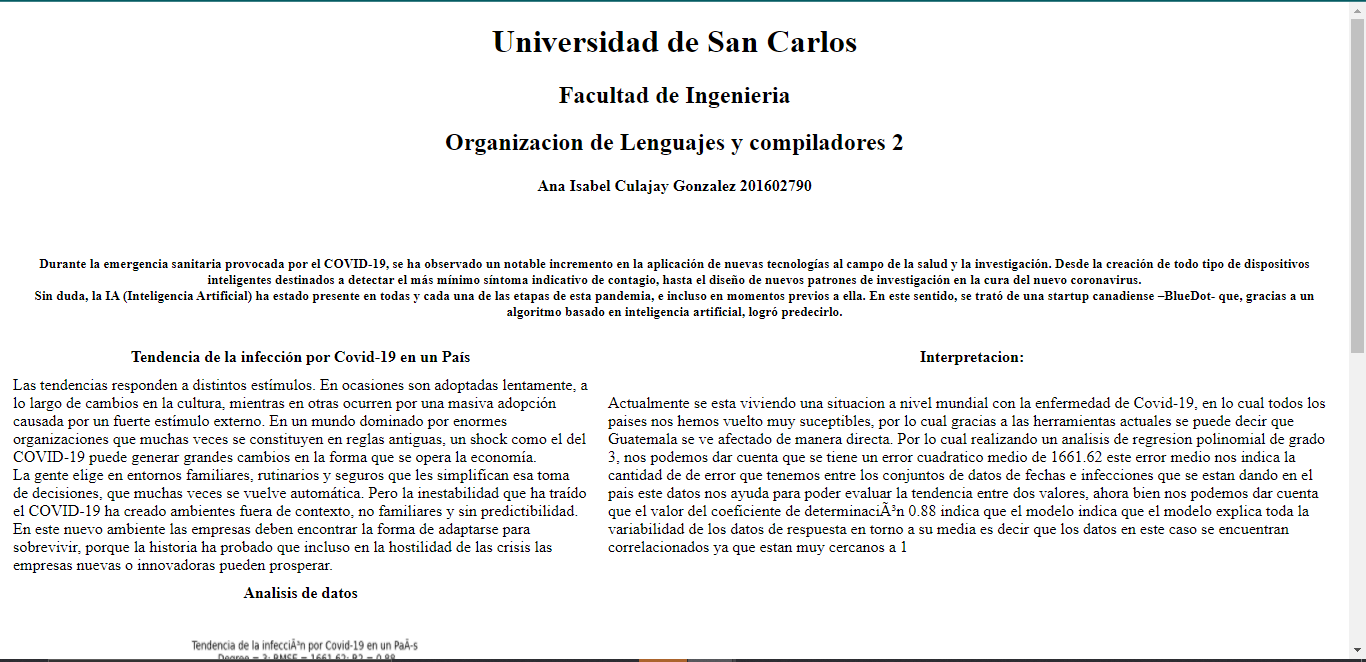 Universidad de San Carlos
Facultad de Ingenieria
Organizacion de Lenguajes y compiladores 2
Ana Isabel Culajay Gonzalez 201602790
Durante la emergencia sanitaria provocada por el COVID-19, se ha observado un notable incremento en la aplicación de nuevas tecnologías al campo de la salud y la investigación. Desde la creación de todo tipo de dispositivos
inteligentes destinados a detectar el más mínimo síntoma indicativo de contagio, hasta el diseño de nuevos patrones de investigación en la cura del nuevo coronavirus.
Sin duda, la IA (Inteligencia Artificial) ha estado presente en todas y cada una de las etapas de esta pandemia, e incluso en momentos previos a ella. En este sentido, se trató de una startup canadiense –BlueDot- que, gracias a un
algoritmo basado en inteligencia artificial, logró predecirlo.
Tendencia de la infección por Covid-19 en un País
Las tendencias responden a distintos estímulos. En ocasiones son adoptadas lentamente, a
lo largo de cambios en la cultura, mientras en otras ocurren por una masiva adopción
causada por un fuerte estímulo externo. En un mundo dominado por enormes
organizaciones que muchas veces se constituyen en reglas antiguas, un shock como el del
COVID-19 puede generar grandes cambios en la forma que se opera la economía.
La gente elige en entornos familiares, rutinarios y seguros que les simplifican esa toma
de decisiones, que muchas veces se vuelve automática. Pero la inestabilidad que ha traído
el COVID-19 ha creado ambientes fuera de contexto, no familiares y sin predictibilidad.
En este nuevo ambiente las empresas deben encontrar la forma de adaptarse para
sobrevivir, porque la historia ha probado que incluso en la hostilidad de las crisis las
empresas nuevas o innovadoras pueden prosperar.
Interpretacion:
Actualmente se esta viviendo una situacion a nivel mundial con la enfermedad de Covid-19, en lo cual todos los
paises nos hemos vuelto muy suceptibles, por lo cual gracias a las herramientas actuales se puede decir que
Guatemala se ve afectado de manera directa. Por lo cual realizando un analisis de regresion polinomial de grado
3, nos podemos dar cuenta que se tiene un error cuadratico medio de 1661.62 este error medio nos indica la
cantidad de de error que tenemos entre los conjuntos de datos de fechas e infecciones que se estan dando en el
pais este datos nos ayuda para poder evaluar la tendencia entre dos valores, ahora bien nos podemos dar cuenta
que el valor del coeficiente de determinaciÃ³n 0.88 indica que el modelo indica que el modelo explica toda la
variabilidad de los datos de respuesta en torno a su media es decir que los datos en este caso se encuentran
correlacionados ya que estan muy cercanos a 1
Analisis de datos
Tendencia de la infecciÃ³n por Covid-19 en un PaÃ-s
Degree = 3; RMSE = 1661.62; R2 = 0.88